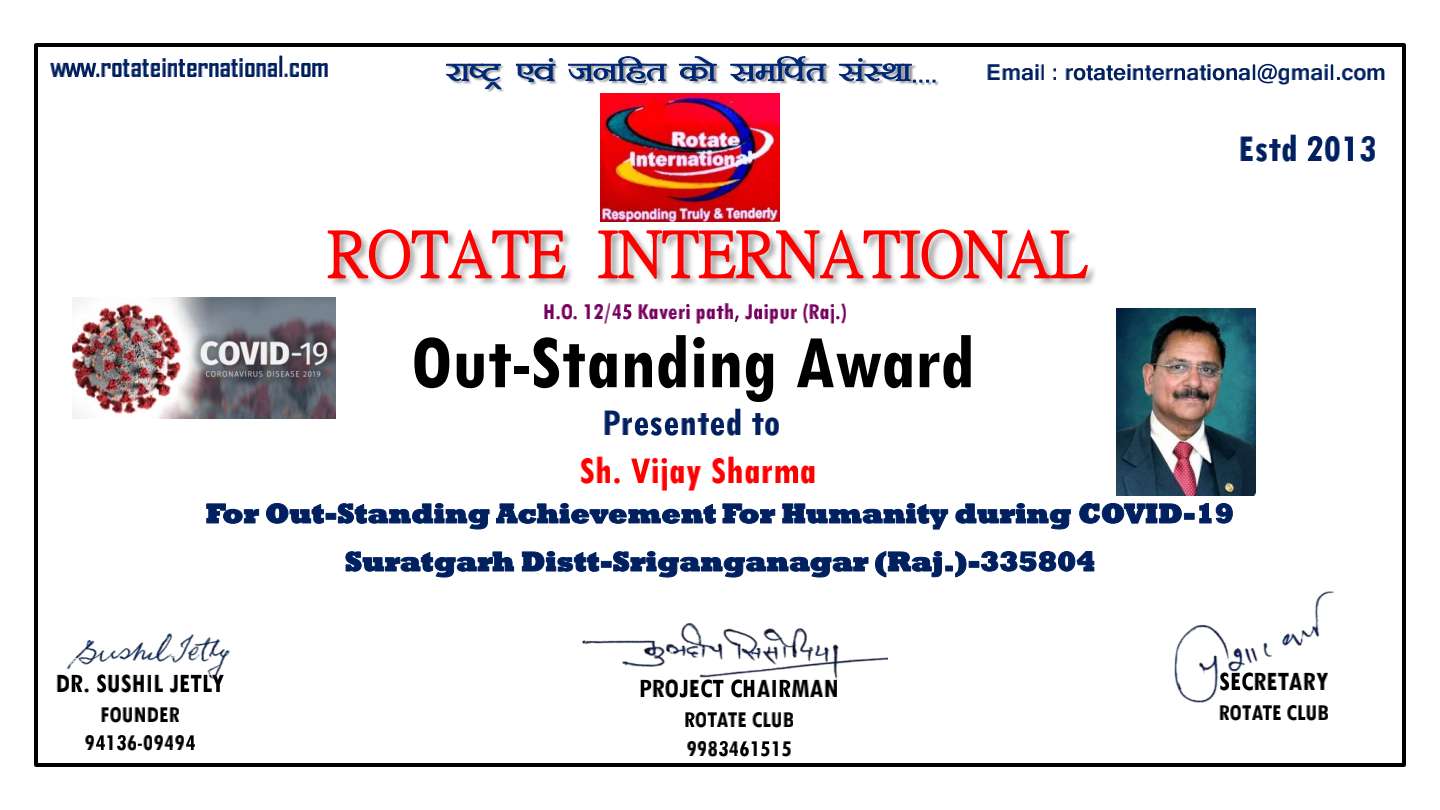 www.rotateinternational.com
राष्ट्र एवं जनहित को समर्पित संस्था....
Email : rotateinternational@gmail.com
Rotate
International
Responding Truly & Tenderly
Estd 2013
ROTATE INTERNATIONAL
H.O. 12/45 Kaveri path, Jaipur (Raj.)
COVID-19
CORONAVIRUS DISEASE 2019
Out-Standing Award
Presented to
Sh. Vijay Sharma
For Out-Standing Achievement For Humanity during COVID-19
Suratgarh Distt-Sriganganagar (Raj.)-335804
Sushil Jetly
DR. SUSHIL JETLY
FOUNDER
94136-09494
कुलदीप सिसोदिया
PROJECT CHAIRMAN
ROTATE CLUB
9983461515
SECRETARY
ROTATE CLUB